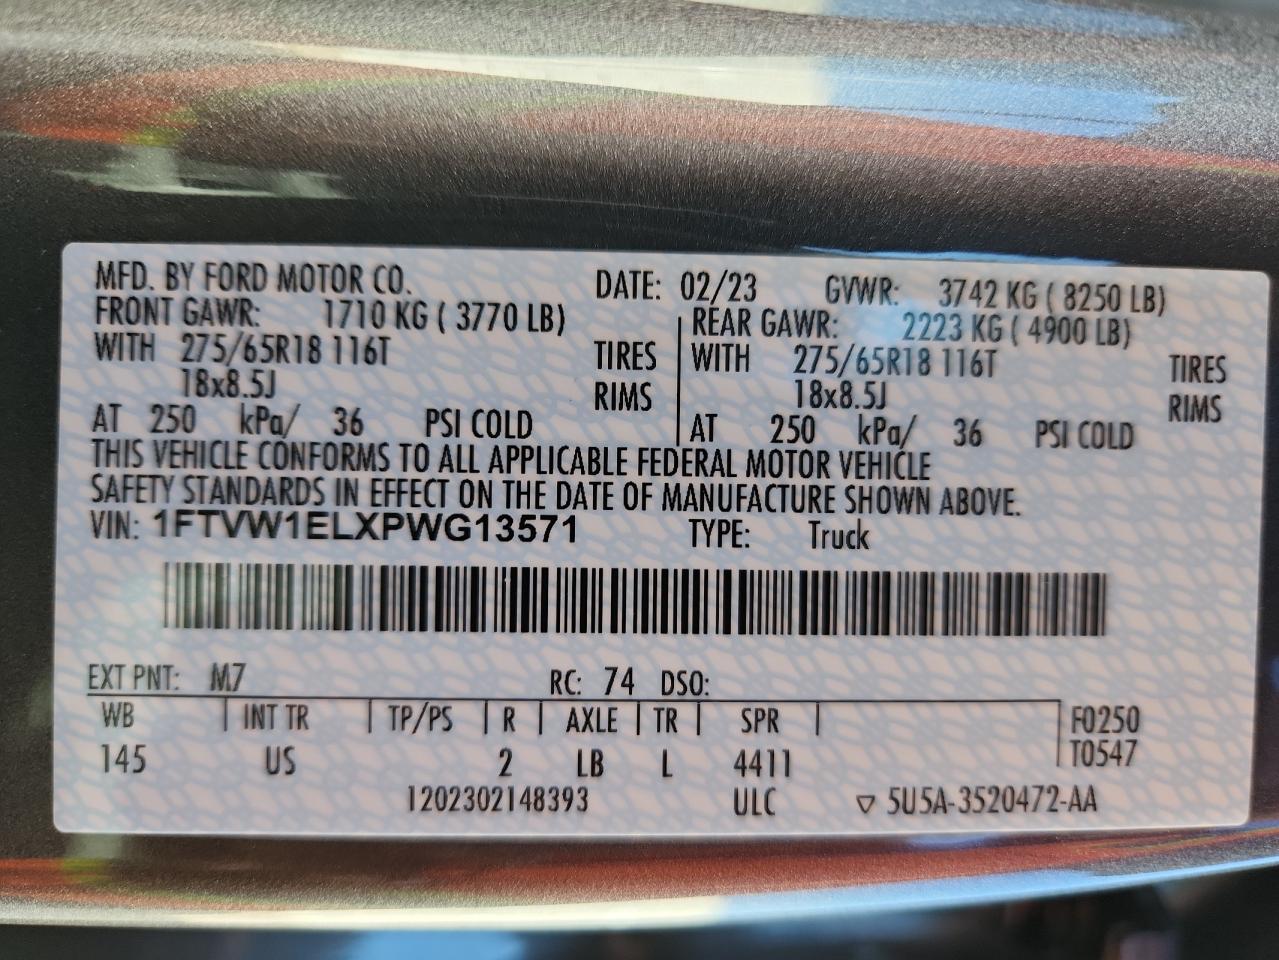 MFD. BY FORD MOTOR CO. DATE: 02/23 GVWR: 3742 KG ( 8250 LB)
FRONT GAWR: 1710 KG ( 3770 LB) REAR GAWR: 2223 KG ( 4900 LB)
WITH 275/65R18 116T TIRES WITH 275/65R18 116T TIRES
18x8.5J RIMS 18x8.5J RIMS
AT 250 kPa/ 36 PSI COLD AT 250 kPa/ 36 PSI COLD
THIS VEHICLE CONFORMS TO ALL APPLICABLE FEDERAL MOTOR VEHICLE
SAFETY STANDARDS IN EFFECT ON THE DATE OF MANUFACTURE SHOWN ABOVE.
VIN: 1FTVW1ELXPWG13571 TYPE: Truck
EXT PNT: M7 RC: 74 DSO:
WB INT TR TP/PS R AXLE TR SPR F0250
145 US 2 LB L 4411 T0547
1202302148393 ULC ▽ 5U5A-3520472-AA